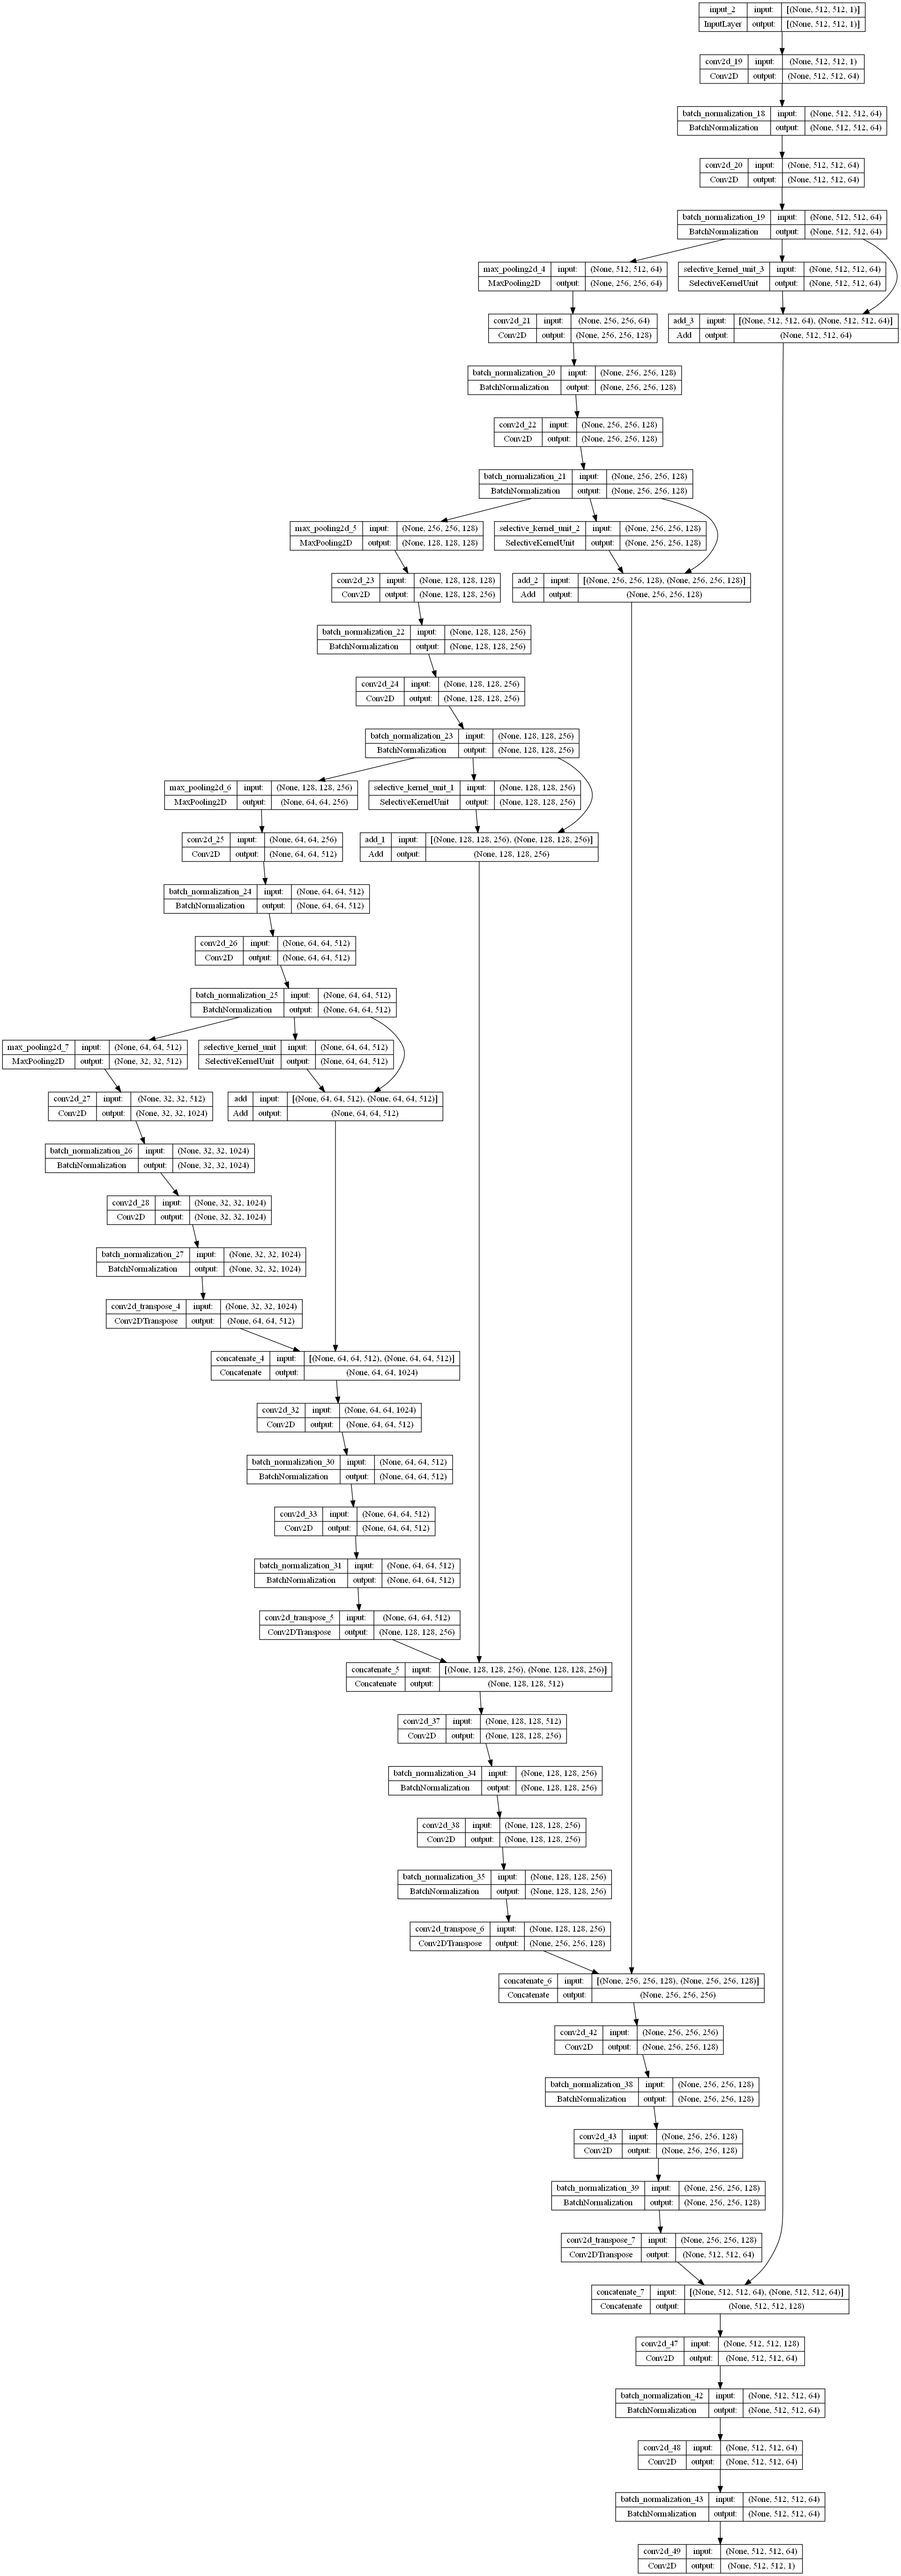 input_2 input: [(None, 512, 512, 1)]
InputLayer output: [(None, 512, 512, 1)]
conv2d_19 input: (None, 512, 512, 1)
Conv2D output: (None, 512, 512, 64)
batch_normalization_18 input: (None, 512, 512, 64)
BatchNormalization output: (None, 512, 512, 64)
conv2d_20 input: (None, 512, 512, 64)
Conv2D output: (None, 512, 512, 64)
batch_normalization_19 input: (None, 512, 512, 64)
BatchNormalization output: (None, 512, 512, 64)
max_pooling2d_4 input: (None, 512, 512, 64)
MaxPooling2D output: (None, 256, 256, 64)
selective_kernel_unit_3 input: (None, 512, 512, 64)
SelectiveKernelUnit output: (None, 512, 512, 64)
conv2d_21 input: (None, 256, 256, 64)
Conv2D output: (None, 256, 256, 128)
add_3 input: [(None, 512, 512, 64), (None, 512, 512, 64)]
Add output: (None, 512, 512, 64)
batch_normalization_20 input: (None, 256, 256, 128)
BatchNormalization output: (None, 256, 256, 128)
conv2d_22 input: (None, 256, 256, 128)
Conv2D output: (None, 256, 256, 128)
batch_normalization_21 input: (None, 256, 256, 128)
BatchNormalization output: (None, 256, 256, 128)
max_pooling2d_5 input: (None, 256, 256, 128)
MaxPooling2D output: (None, 128, 128, 128)
selective_kernel_unit_2 input: (None, 256, 256, 128)
SelectiveKernelUnit output: (None, 256, 256, 128)
conv2d_23 input: (None, 128, 128, 128)
Conv2D output: (None, 128, 128, 256)
add_2 input: [(None, 256, 256, 128), (None, 256, 256, 128)]
Add output: (None, 256, 256, 128)
batch_normalization_22 input: (None, 128, 128, 256)
BatchNormalization output: (None, 128, 128, 256)
conv2d_24 input: (None, 128, 128, 256)
Conv2D output: (None, 128, 128, 256)
batch_normalization_23 input: (None, 128, 128, 256)
BatchNormalization output: (None, 128, 128, 256)
max_pooling2d_6 input: (None, 128, 128, 256)
MaxPooling2D output: (None, 64, 64, 256)
selective_kernel_unit_1 input: (None, 128, 128, 256)
SelectiveKernelUnit output: (None, 128, 128, 256)
conv2d_25 input: (None, 64, 64, 256)
Conv2D output: (None, 64, 64, 512)
add_1 input: [(None, 128, 128, 256), (None, 128, 128, 256)]
Add output: (None, 128, 128, 256)
batch_normalization_24 input: (None, 64, 64, 512)
BatchNormalization output: (None, 64, 64, 512)
conv2d_26 input: (None, 64, 64, 512)
Conv2D output: (None, 64, 64, 512)
batch_normalization_25 input: (None, 64, 64, 512)
BatchNormalization output: (None, 64, 64, 512)
max_pooling2d_7 input: (None, 64, 64, 512)
MaxPooling2D output: (None, 32, 32, 512)
selective_kernel_unit input: (None, 64, 64, 512)
SelectiveKernelUnit output: (None, 64, 64, 512)
conv2d_27 input: (None, 32, 32, 512)
Conv2D output: (None, 32, 32, 1024)
add input: [(None, 64, 64, 512), (None, 64, 64, 512)]
Add output: (None, 64, 64, 512)
batch_normalization_26 input: (None, 32, 32, 1024)
BatchNormalization output: (None, 32, 32, 1024)
conv2d_28 input: (None, 32, 32, 1024)
Conv2D output: (None, 32, 32, 1024)
batch_normalization_27 input: (None, 32, 32, 1024)
BatchNormalization output: (None, 32, 32, 1024)
conv2d_transpose_4 input: (None, 32, 32, 1024)
Conv2DTranspose output: (None, 64, 64, 512)
concatenate_4 input: [(None, 64, 64, 512), (None, 64, 64, 512)]
Concatenate output: (None, 64, 64, 1024)
conv2d_32 input: (None, 64, 64, 1024)
Conv2D output: (None, 64, 64, 512)
batch_normalization_30 input: (None, 64, 64, 512)
BatchNormalization output: (None, 64, 64, 512)
conv2d_33 input: (None, 64, 64, 512)
Conv2D output: (None, 64, 64, 512)
batch_normalization_31 input: (None, 64, 64, 512)
BatchNormalization output: (None, 64, 64, 512)
conv2d_transpose_5 input: (None, 64, 64, 512)
Conv2DTranspose output: (None, 128, 128, 256)
concatenate_5 input: [(None, 128, 128, 256), (None, 128, 128, 256)]
Concatenate output: (None, 128, 128, 512)
conv2d_37 input: (None, 128, 128, 512)
Conv2D output: (None, 128, 128, 256)
batch_normalization_34 input: (None, 128, 128, 256)
BatchNormalization output: (None, 128, 128, 256)
conv2d_38 input: (None, 128, 128, 256)
Conv2D output: (None, 128, 128, 256)
batch_normalization_35 input: (None, 128, 128, 256)
BatchNormalization output: (None, 128, 128, 256)
conv2d_transpose_6 input: (None, 128, 128, 256)
Conv2DTranspose output: (None, 256, 256, 128)
concatenate_6 input: [(None, 256, 256, 128), (None, 256, 256, 128)]
Concatenate output: (None, 256, 256, 256)
conv2d_42 input: (None, 256, 256, 256)
Conv2D output: (None, 256, 256, 128)
batch_normalization_38 input: (None, 256, 256, 128)
BatchNormalization output: (None, 256, 256, 128)
conv2d_43 input: (None, 256, 256, 128)
Conv2D output: (None, 256, 256, 128)
batch_normalization_39 input: (None, 256, 256, 128)
BatchNormalization output: (None, 256, 256, 128)
conv2d_transpose_7 input: (None, 256, 256, 128)
Conv2DTranspose output: (None, 512, 512, 64)
concatenate_7 input: [(None, 512, 512, 64), (None, 512, 512, 64)]
Concatenate output: (None, 512, 512, 128)
conv2d_47 input: (None, 512, 512, 128)
Conv2D output: (None, 512, 512, 64)
batch_normalization_42 input: (None, 512, 512, 64)
BatchNormalization output: (None, 512, 512, 64)
conv2d_48 input: (None, 512, 512, 64)
Conv2D output: (None, 512, 512, 64)
batch_normalization_43 input: (None, 512, 512, 64)
BatchNormalization output: (None, 512, 512, 64)
conv2d_49 input: (None, 512, 512, 64)
Conv2D output: (None, 512, 512, 1)